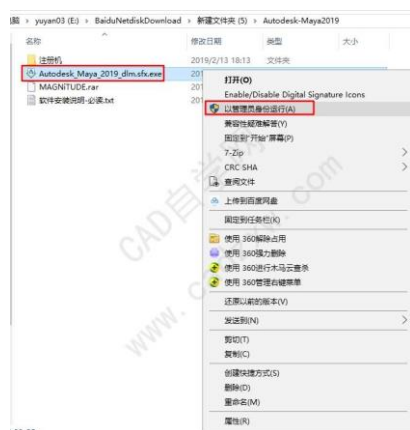 脑 › yuyan03 (E:) › BaiduNetdiskDownload › 新建文件夹 (5) › Autodesk-Maya2019
名称 修改日期 类型 大小
注册机 2019/2/13 18:13 文件夹
Autodesk_Maya_2019_dlm.sfx.exe 201
MAGNiTUDE.rar 201
软件安装说明-必读.txt 201
打开(O)
Enable/Disable Digital Signature Icons
以管理员身份运行(A)
兼容性疑难解答(Y)
固定到"开始"屏幕(P)
7-Zip
CRC SHA
查阅文件
上传到百度网盘
固定到任务栏(K)
使用 360解除占用
使用 360强力删除
使用 360进行木马云查杀
使用 360管理右键菜单
还原以前的版本(V)
发送到(N)
剪切(T)
复制(C)
创建快捷方式(S)
删除(D)
重命名(M)
属性(R)
CAD自学网